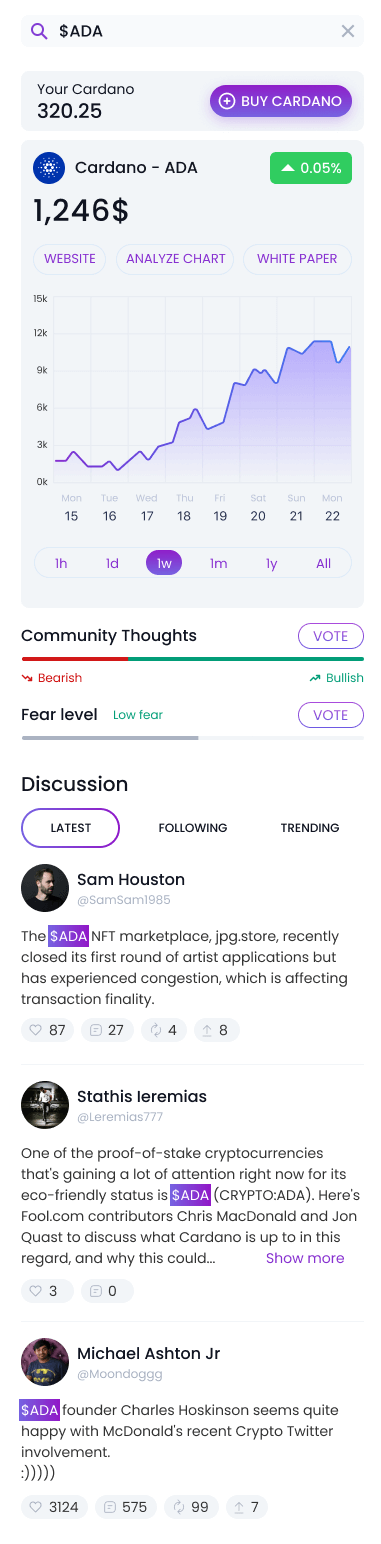 $ADA
Your Cardano
320.25
BUY CARDANO
Cardano - ADA
0.05%
1,246$
WEBSITE
ANALYZE CHART
WHITE PAPER
15k
12k
9k
6k
3k
0k
Mon Tue Wed Thu Fri Sat Sun Mon
15 16 17 18 19 20 21 22
1h 1d 1w 1m 1y All
Community Thoughts
VOTE
Bearish
Bullish
Fear level Low fear
VOTE
Discussion
LATEST FOLLOWING TRENDING
Sam Houston
@SamSam1985
The $ADA NFT marketplace, jpg.store, recently
closed its first round of artist applications but
has experienced congestion, which is affecting
transaction finality.
87 27 4 8
Stathis Ieremias
@Leremias777
One of the proof-of-stake cryptocurrencies
that's gaining a lot of attention right now for its
eco-friendly status is $ADA (CRYPTO:ADA). Here's
Fool.com contributors Chris MacDonald and Jon
Quast to discuss what Cardano is up to in this
regard, and why this could... Show more
3 0
Michael Ashton Jr
@Moondoggg
$ADA founder Charles Hoskinson seems quite
happy with McDonald's recent Crypto Twitter
involvement.
:)))))
3124 575 99 7